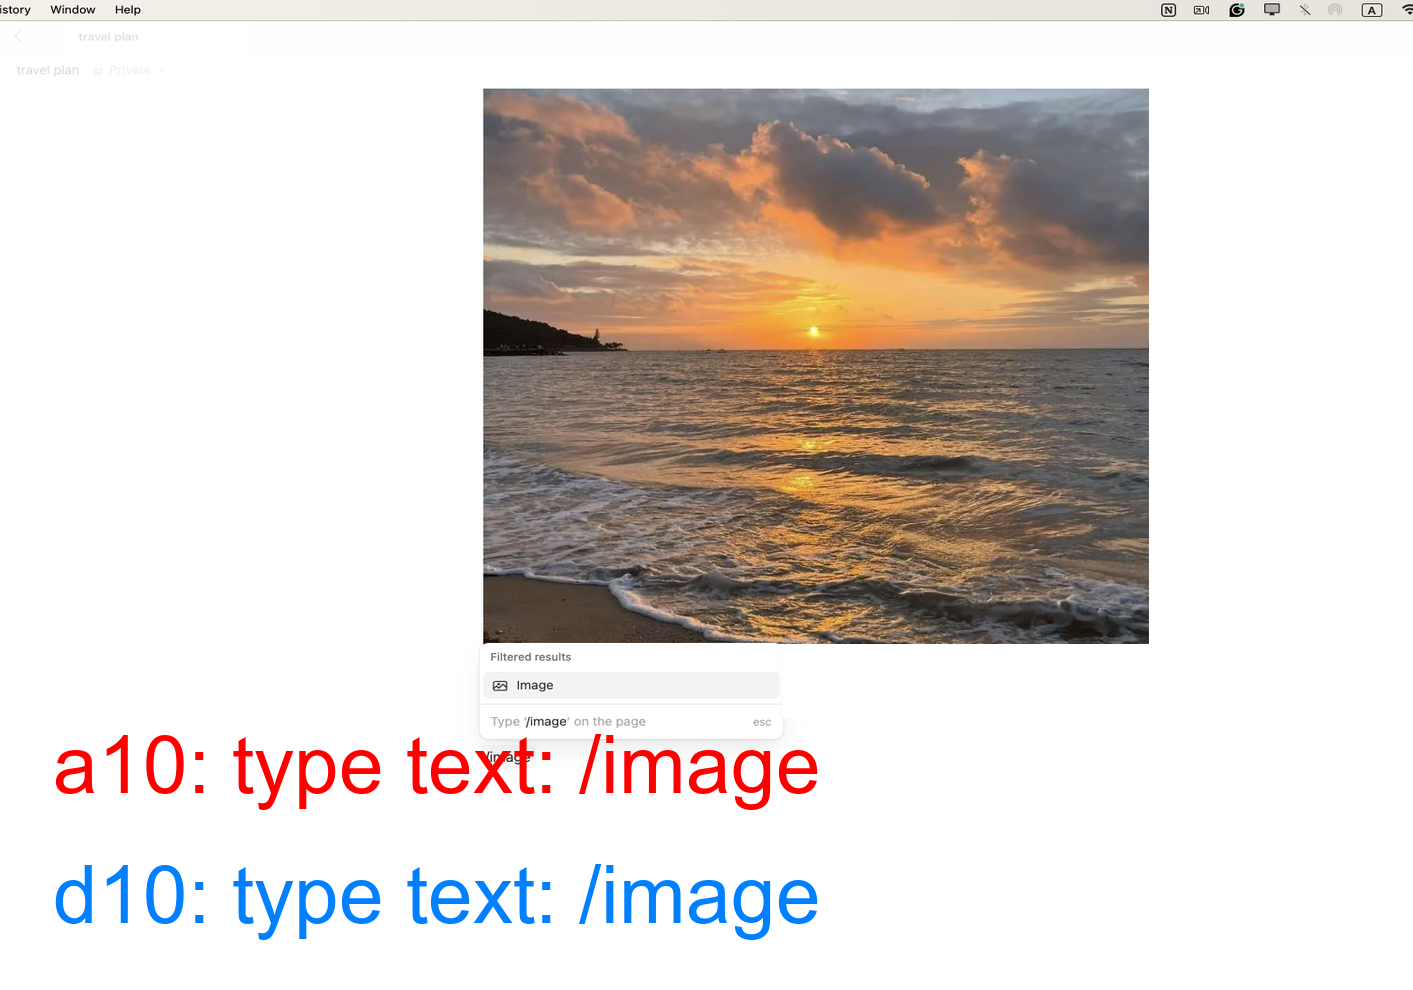 istory Window Help
travel plan
travel plan Private
Filtered results
Image
Type '/image' on the page esc
/image
a10: type text: /image
d10: type text: /image